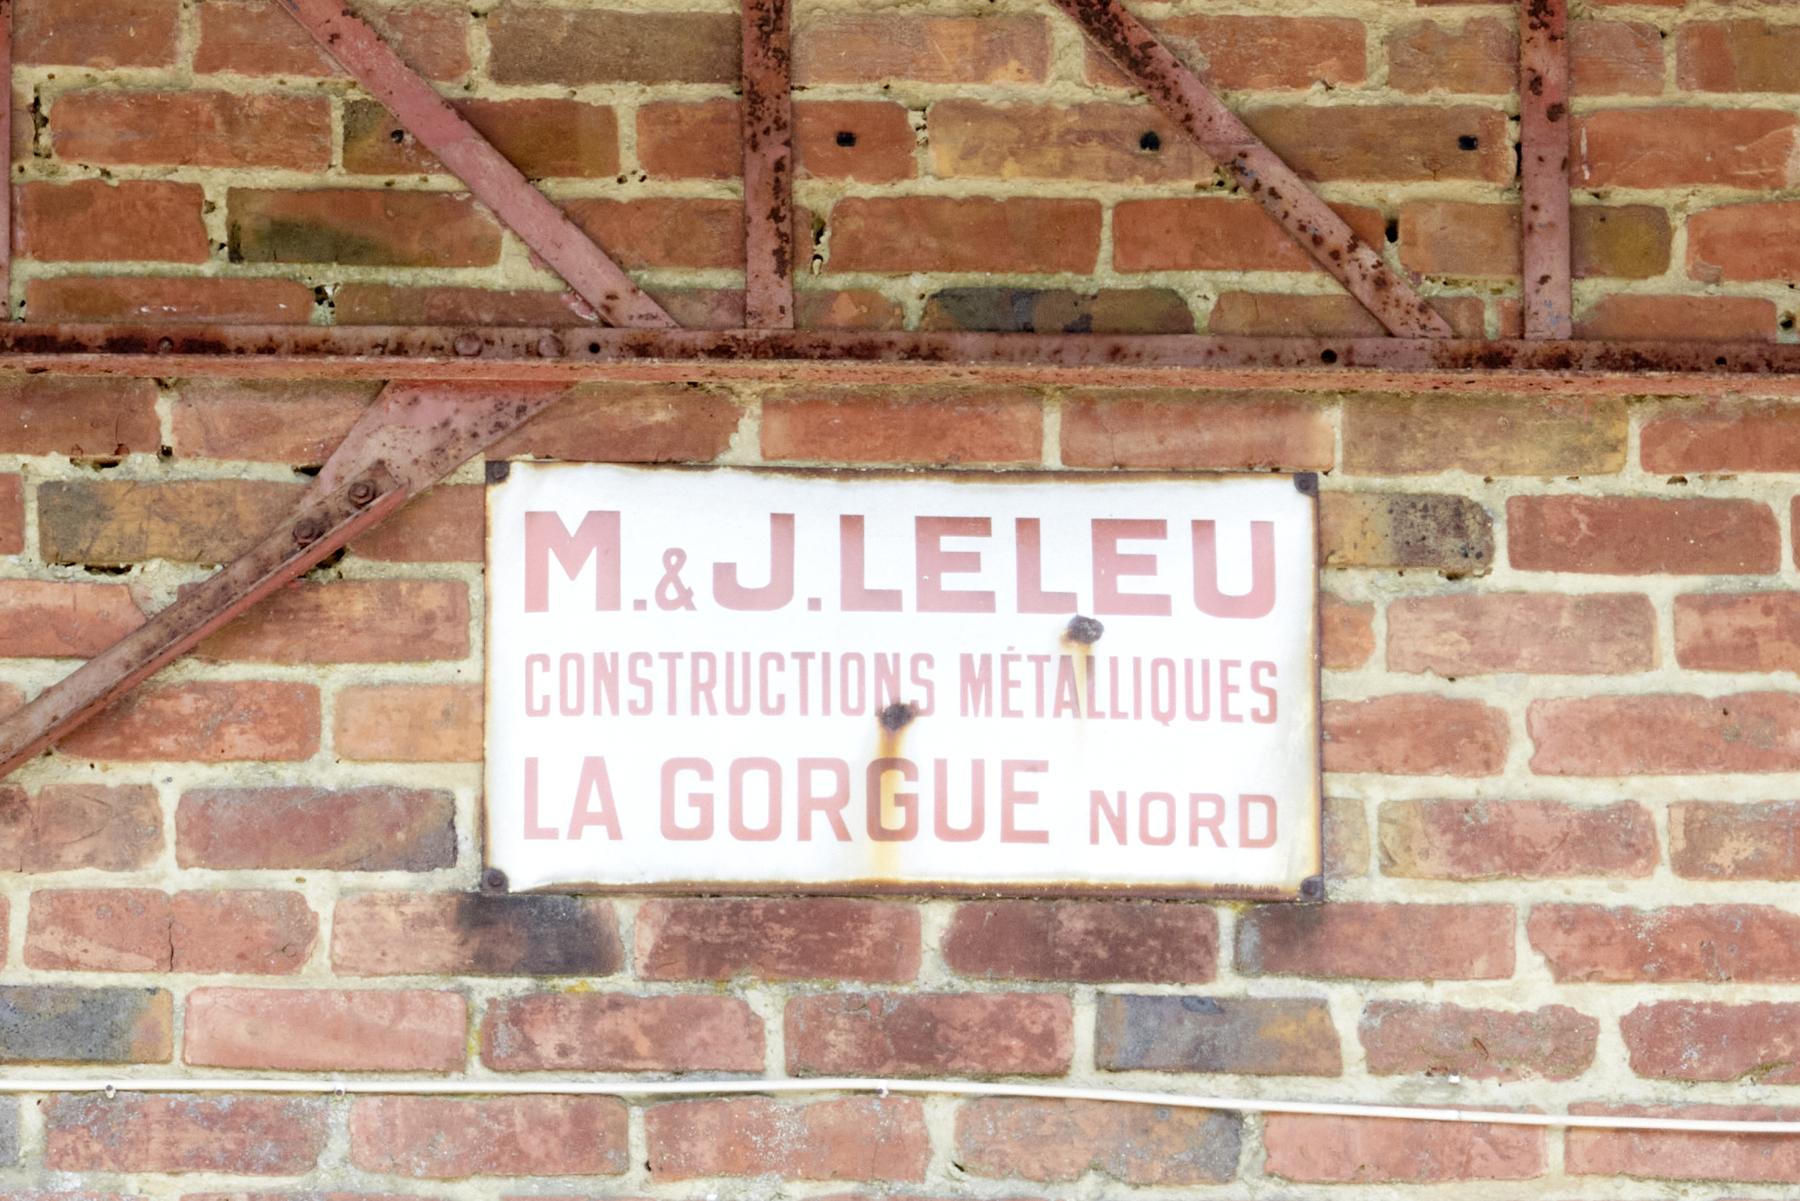 M. & J. LELEU
CONSTRUCTIONS MÉTALLIQUES
LA GORGUE NORD